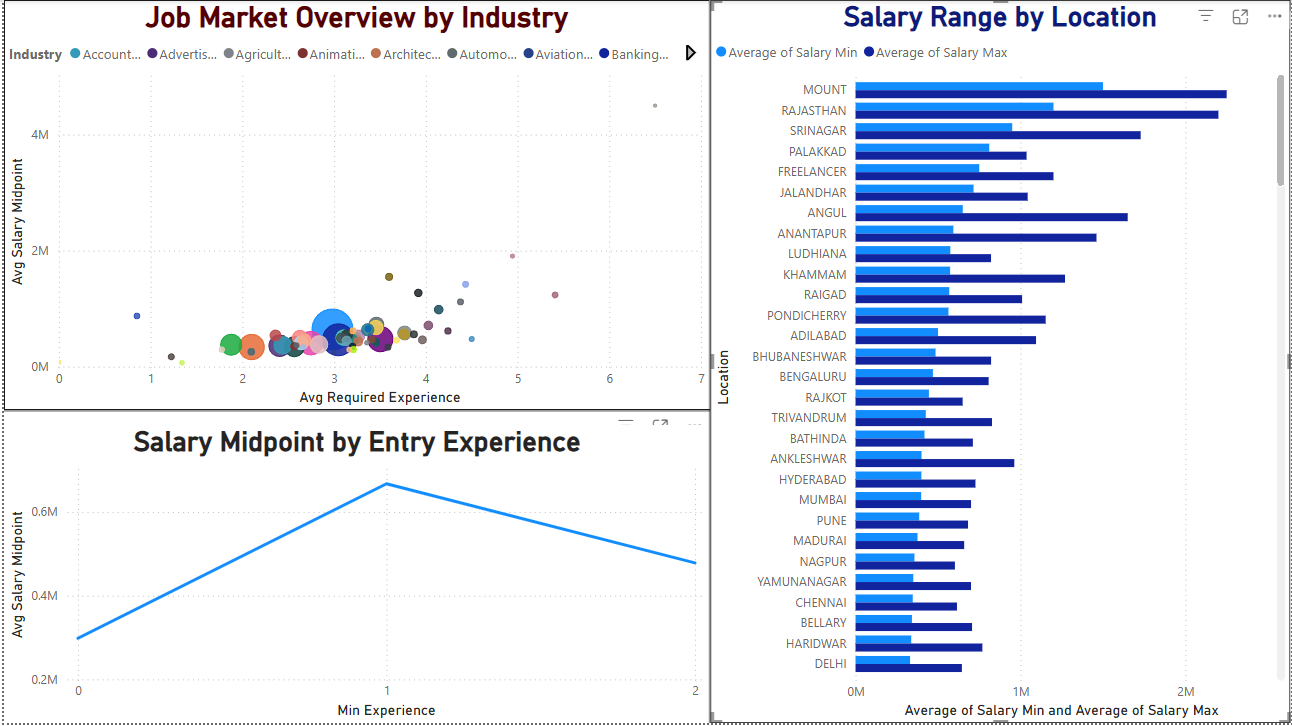 Job Market Overview by Industry
Industry Account... Advertis... Agricult... Animati... Architec... Automo... Aviation... Banking...
Avg Salary Midpoint
4M
2M
0M
0 1 2 3 4 5 6 7
Avg Required Experience
Salary Midpoint by Entry Experience
Avg Salary Midpoint
0.6M
0.4M
0.2M
0 1 2
Min Experience
Salary Range by Location
Average of Salary Min Average of Salary Max
Location
MOUNT
RAJASTHAN
SRINAGAR
PALAKKAD
FREELANCER
JALANDHAR
ANGUL
ANANTAPUR
LUDHIANA
KHAMMAM
RAIGAD
PONDICHERRY
ADILABAD
BHUBANESHWAR
BENGALURU
RAJKOT
TRIVANDRUM
BATHINDA
ANKLESHWAR
HYDERABAD
MUMBAI
PUNE
MADURAI
NAGPUR
YAMUNANAGAR
CHENNAI
BELLARY
HARIDWAR
DELHI
0M 1M 2M
Average of Salary Min and Average of Salary Max